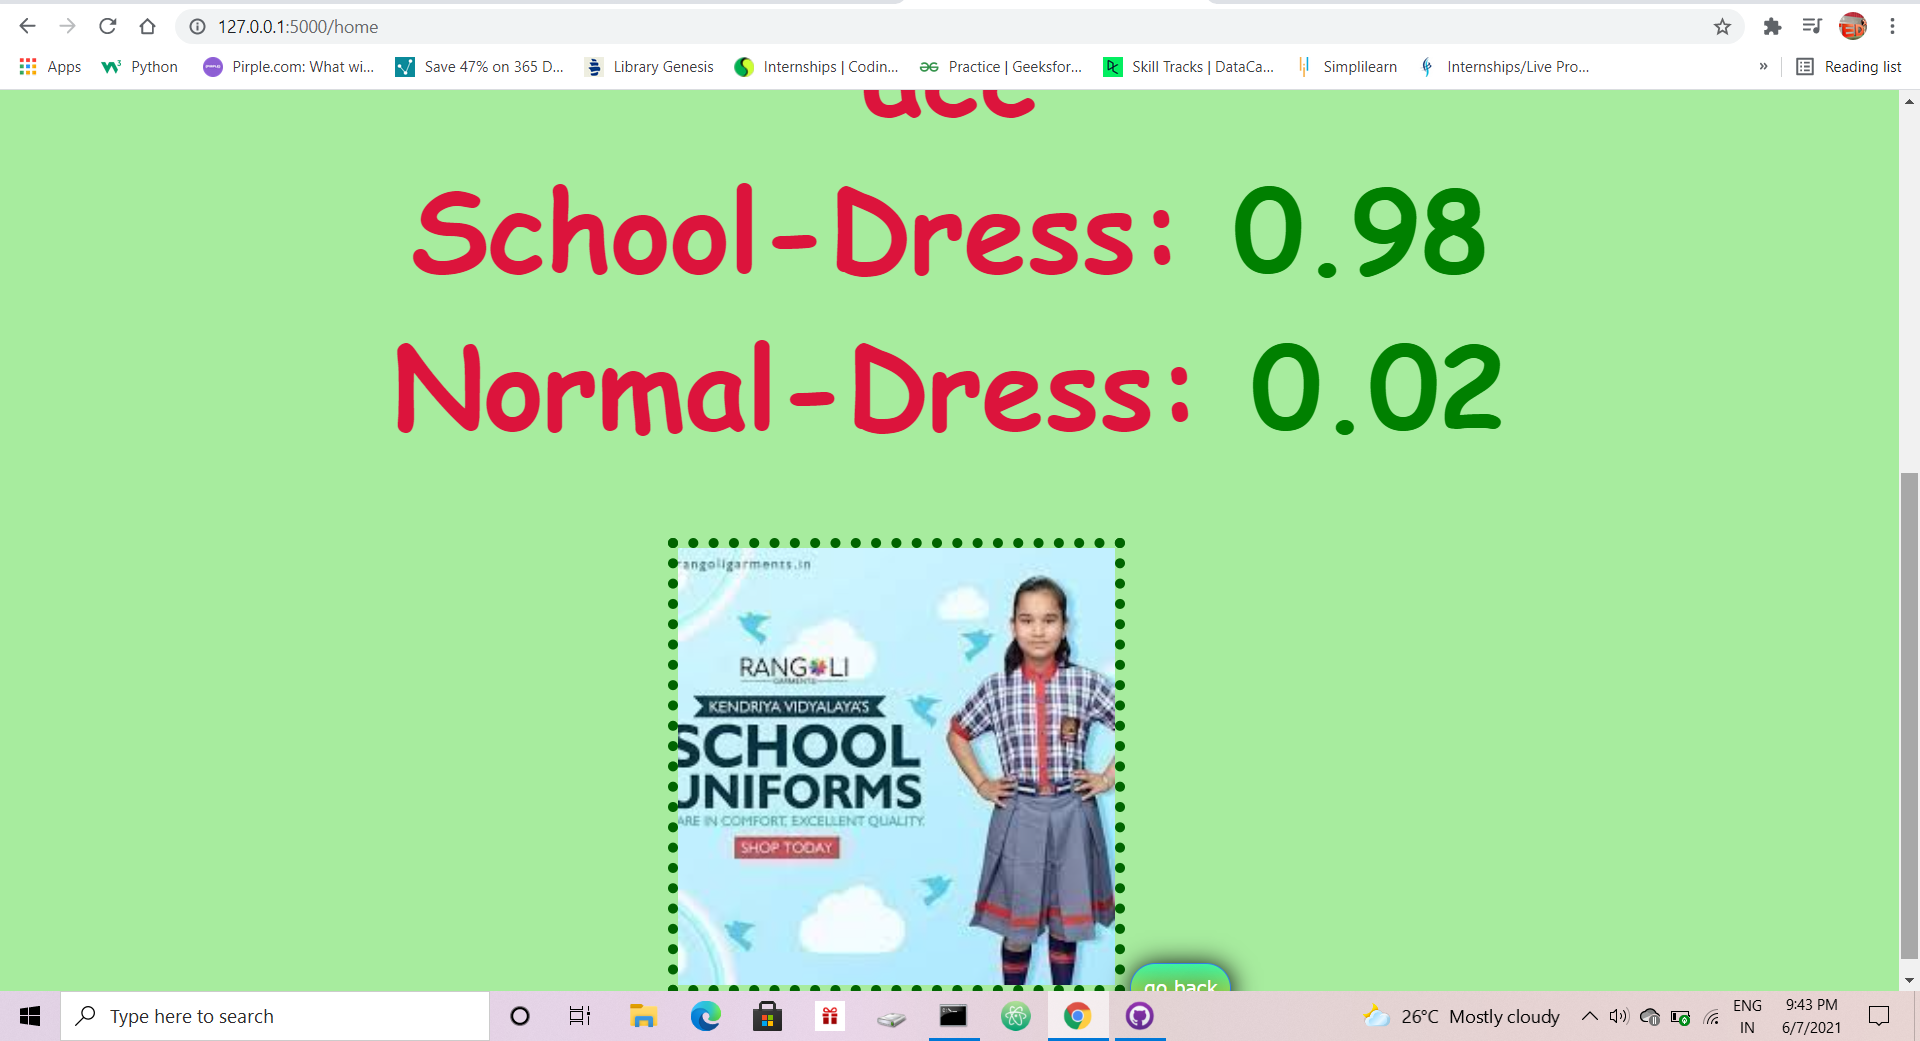 127.0.0.1:5000/home
Apps
Python
Pirple.com: What wi...
Save 47% on 365 D...
Library Genesis
Internships | Codin...
Practice | Geeksfor...
Skill Tracks | DataCa...
Simplilearn
Internships/Live Pro...
»
Reading list
School-Dress: 0.98
Normal-Dress: 0.02
rangoligarments.in
RANGOLI
GARMENTS
KENDRIYA VIDYALAYA'S
SCHOOL
UNIFORMS
ARE IN COMFORT, EXCELLENT QUALITY.
SHOP TODAY
go back
Type here to search
26°C Mostly cloudy
ENG
IN
9:43 PM
6/7/2021